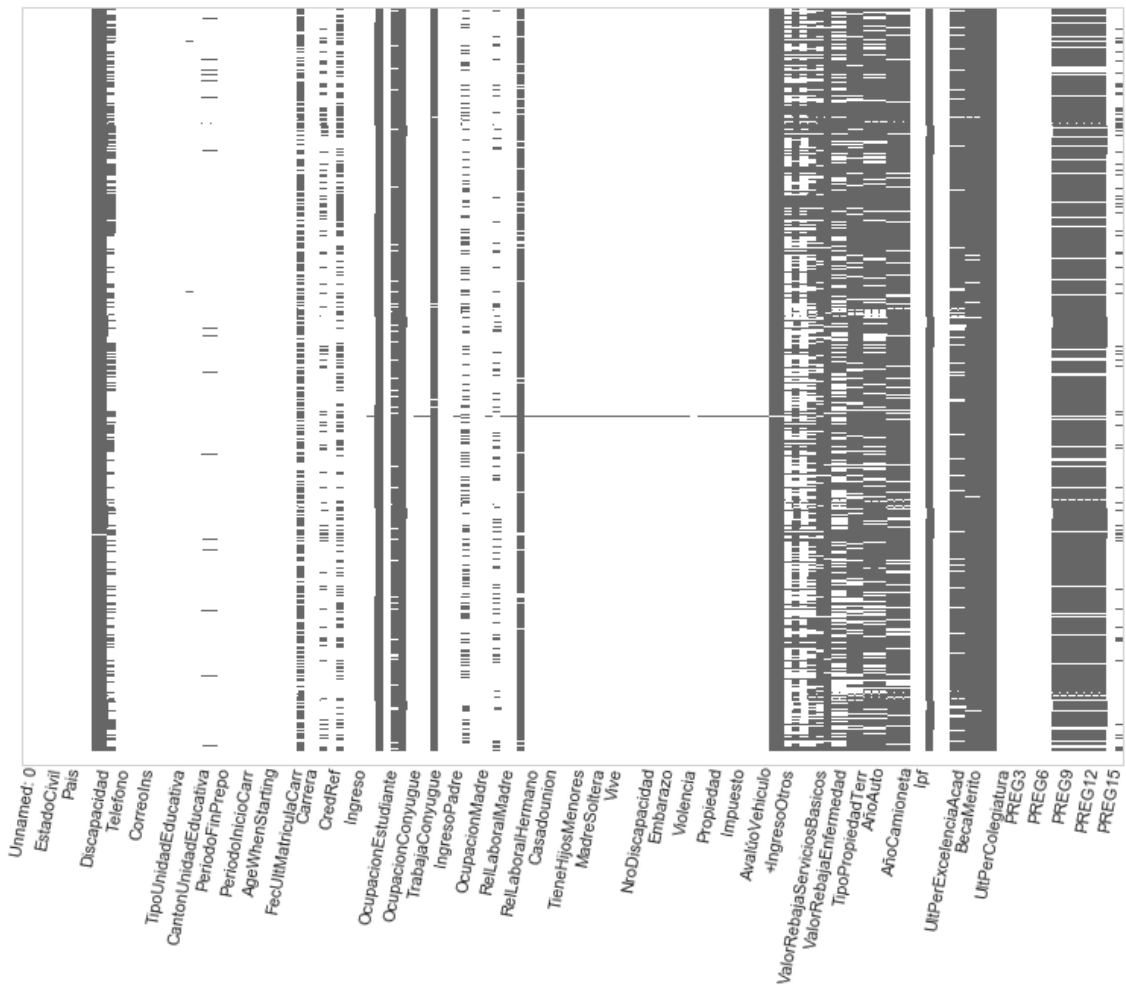 Unnamed: 0
EstadoCivil
Pais
Discapacidad
Telefono
CorreoIns
TipoUnidadEducativa
CantonUnidadEducativa
PeriodoFinPrepo
PeriodoInicioCarr
AgeWhenStarting
FecUltMatriculaCarr
Carrera
CredRef
Ingreso
OcupacionEstudiante
OcupacionConyugue
TrabajaConyugue
IngresoPadre
OcupacionMadre
RelLaboralMadre
RelLaboralHermano
Casadounion
TieneHijosMenores
MadreSoltera
Vive
NroDiscapacidad
Embarazo
Violencia
Propiedad
Impuesto
AvalúoVehiculo
+IngresoOtros
ValorRebajaServiciosBasicos
ValorRebajaEnfermedad
TipoPropiedadTerr
AñoAuto
AñoCamioneta
Ipf
UltPerExcelenciaAcad
BecaMerito
UltPerColegiatura
PREG3
PREG6
PREG9
PREG12
PREG15